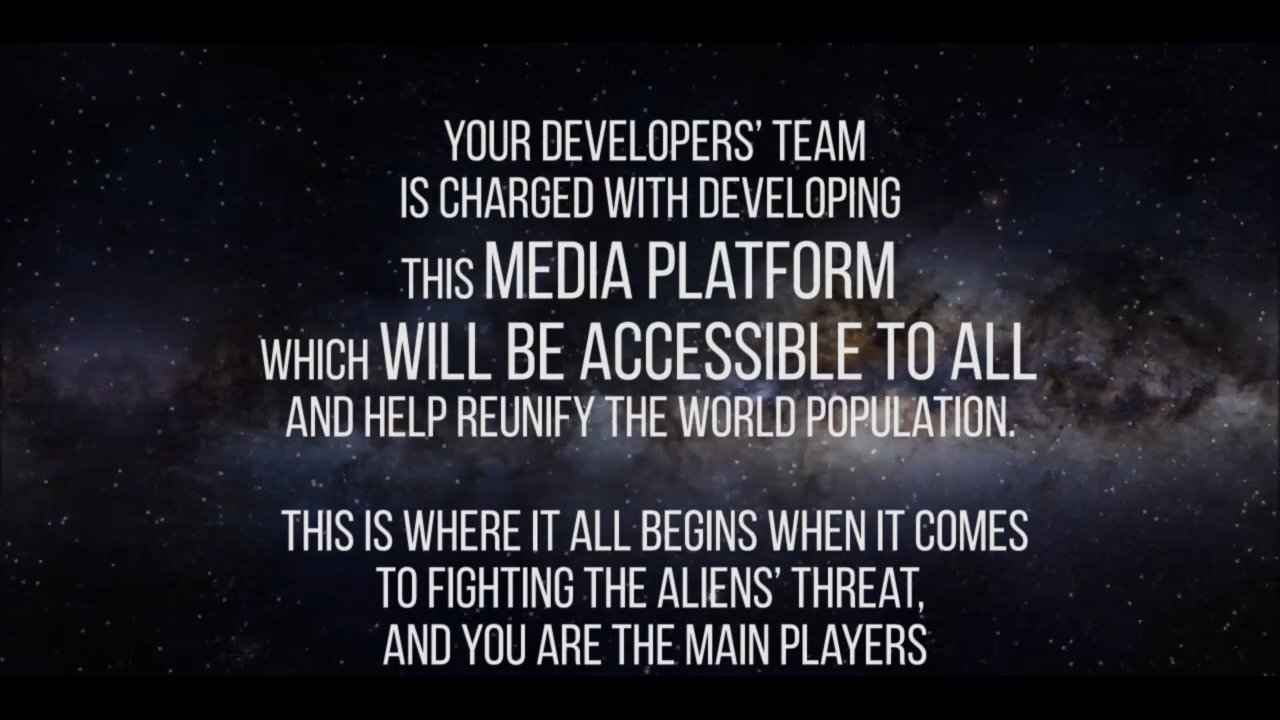 YOUR DEVELOPERS’ TEAM
IS CHARGED WITH DEVELOPING
THIS MEDIA PLATFORM
WHICH WILL BE ACCESSIBLE TO ALL
AND HELP REUNIFY THE WORLD POPULATION.
THIS IS WHERE IT ALL BEGINS WHEN IT COMES
TO FIGHTING THE ALIENS’ THREAT,
AND YOU ARE THE MAIN PLAYERS